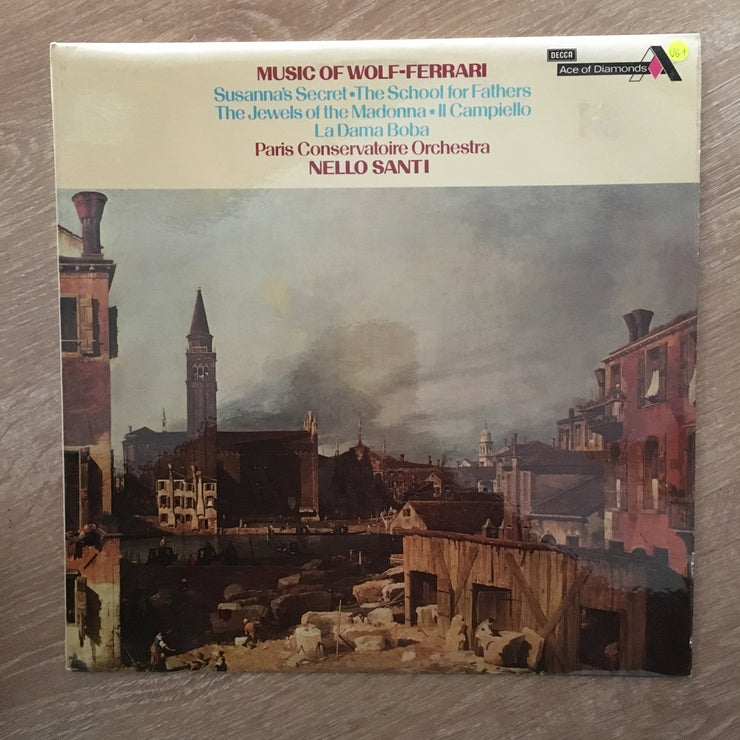 MUSIC OF WOLF-FERRARI
Susanna's Secret★The School for Fathers
The Jewels of the Madonna★Il Campiello
La Dama Boba
Paris Conservatoire Orchestra
NELLO SANTI
DECCA
Ace of Diamonds
VG+